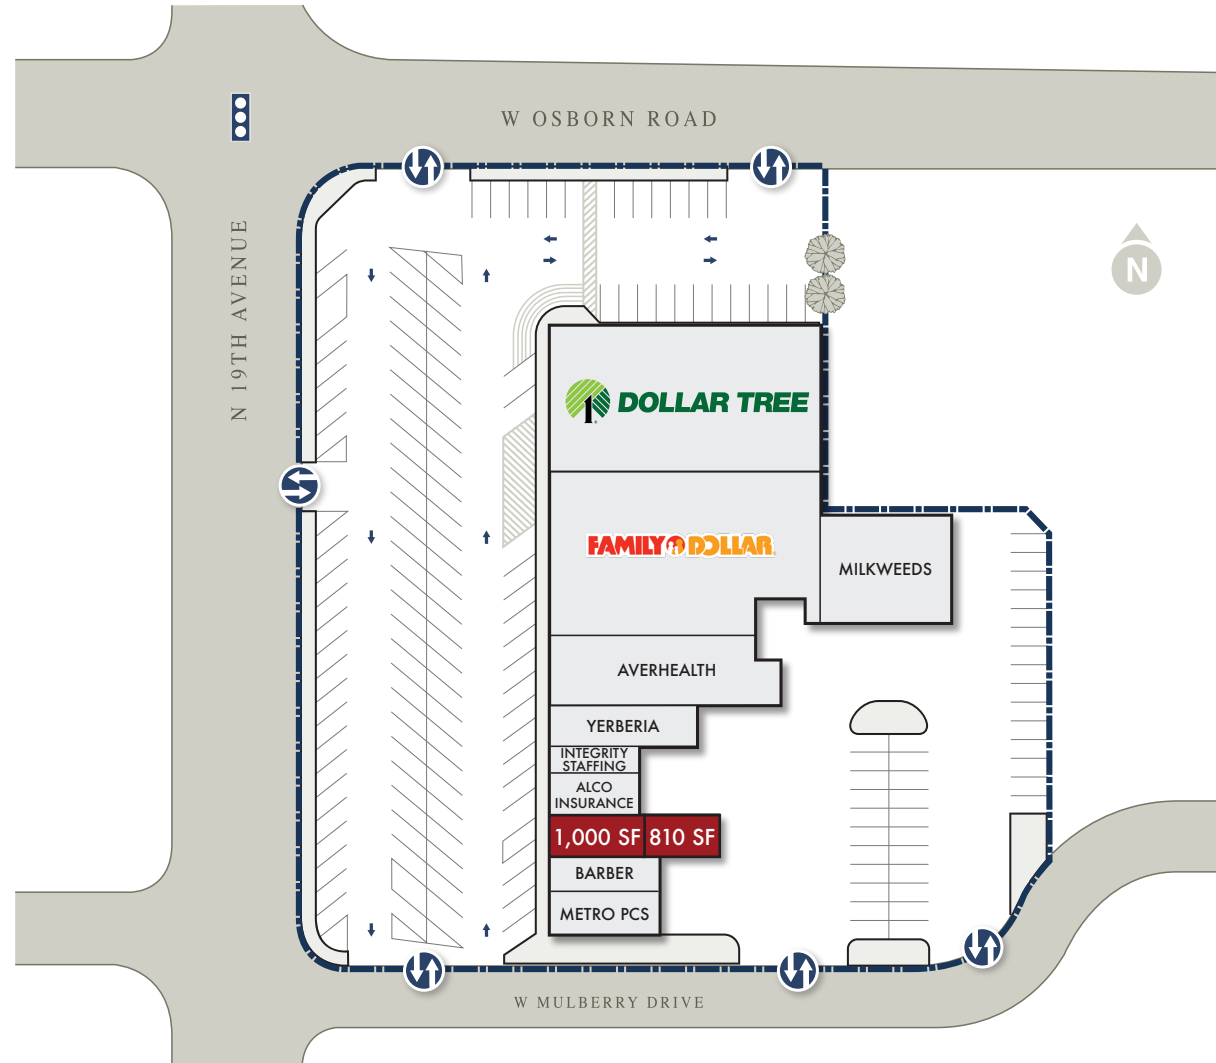 W OSBORN ROAD
N 19TH AVENUE
N
DOLLAR TREE
FAMILY DOLLAR
MILKWEEDS
AVERHEALTH
YERBERIA
INTEGRITY
STAFFING
ALCO
INSURANCE
1,000 SF
810 SF
BARBER
METRO PCS
W MULBERRY DRIVE